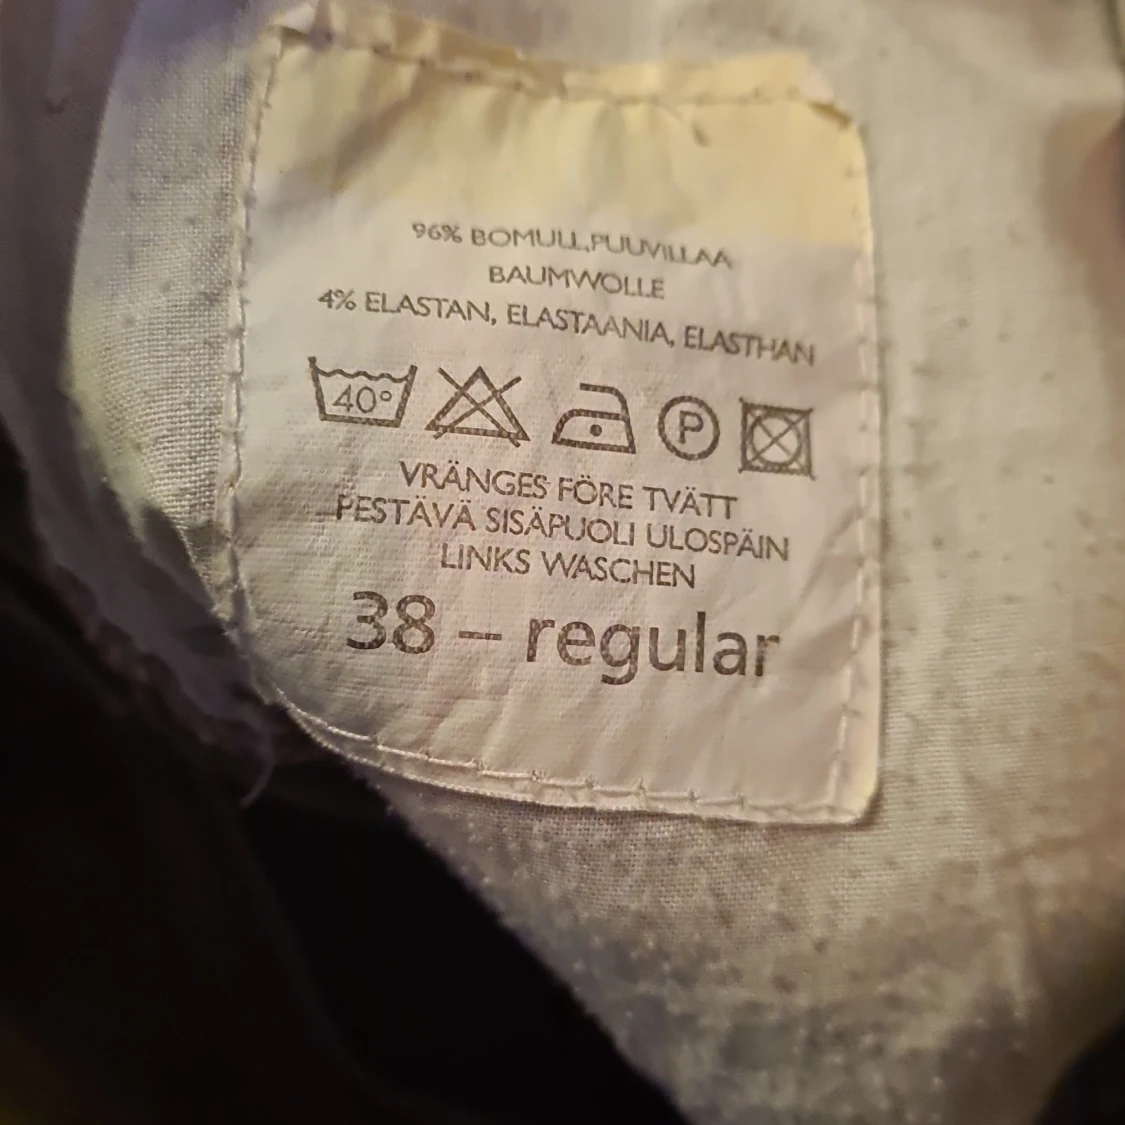 96% BOMULL,PUUVILLAA
BAUMWOLLE
4% ELASTAN, ELASTAANIA, ELASTHAN
40° P
VRÄNGES FÖRE TVÄTT
PESTÄVÄ SISÄPUOLI ULOSPÄIN
LINKS WASCHEN
38 – regular